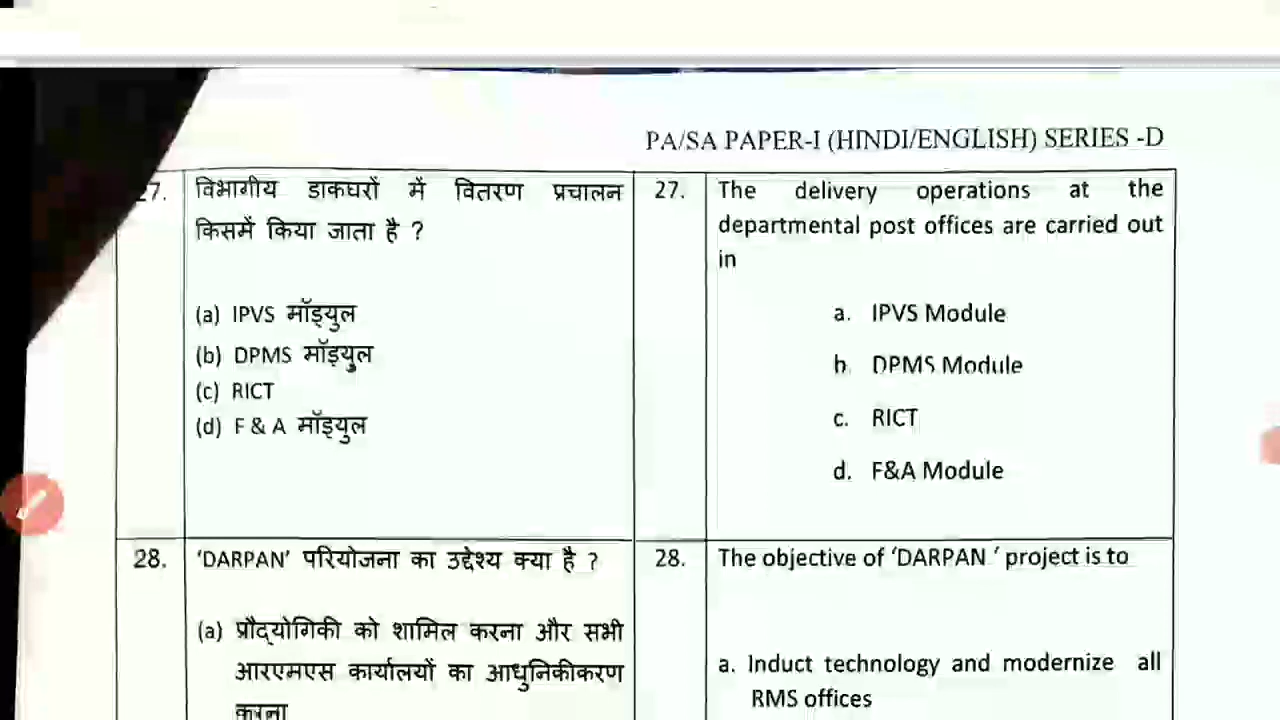 PA/SA PAPER-I (HINDI/ENGLISH) SERIES -D
27.
विभागीय डाकघरों में वितरण प्रचालन
किसमें किया जाता है ?
(a) IPVS मॉड्युल
(b) DPMS मॉड्युल
(c) RICT
(d) F & A मॉड्युल
27.
The delivery operations at the
departmental post offices are carried out
in
a. IPVS Module
b DPMS Module
c. RICT
d. F&A Module
28.
‘DARPAN’ परियोजना का उद्देश्य क्या है ?
(a) प्रौद्योगिकी को शामिल करना और सभी
आरएमएस कार्यालयों का आधुनिकीकरण
करना
28.
The objective of ‘DARPAN ’ project is to
a. Induct technology and modernize all
RMS offices